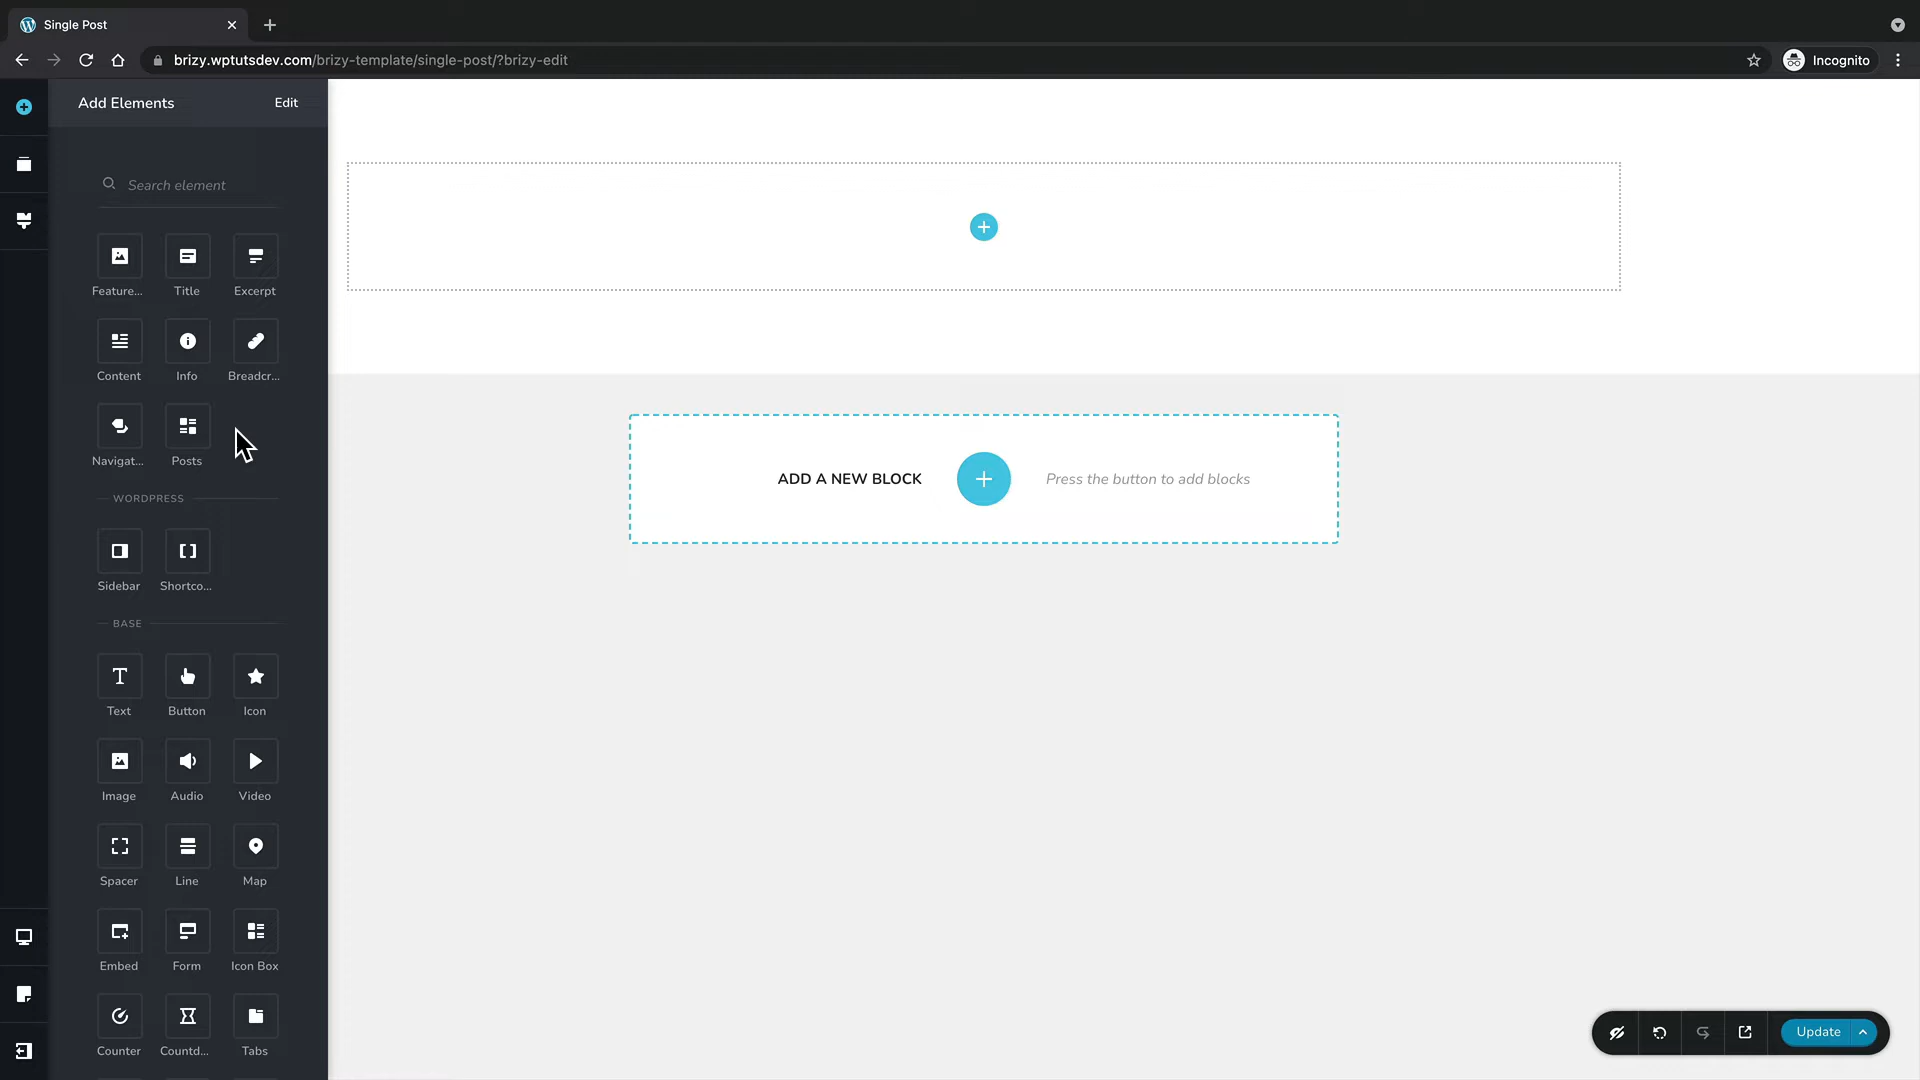 Single Post
brizy.wptutsdev.com/brizy-template/single-post/?brizy-edit
Incognito
Add Elements
Edit
Search element
Feature...
Title
Excerpt
Content
Info
Breadcr...
Navigat...
Posts
WORDPRESS
Sidebar
Shortco...
BASE
Text
Button
Icon
Image
Audio
Video
Spacer
Line
Map
Embed
Form
Icon Box
Counter
Countd...
Tabs
ADD A NEW BLOCK
Press the button to add blocks
Update